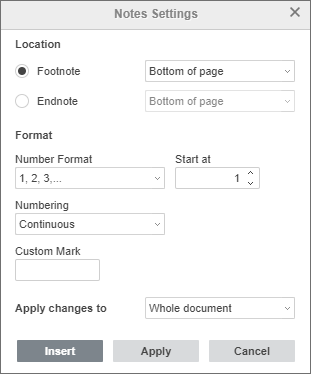 Notes Settings
Location
Footnote Bottom of page
Endnote Bottom of page
Format
Number Format Start at
1, 2, 3,... 1
Numbering
Continuous
Custom Mark
Apply changes to Whole document
Insert Apply Cancel